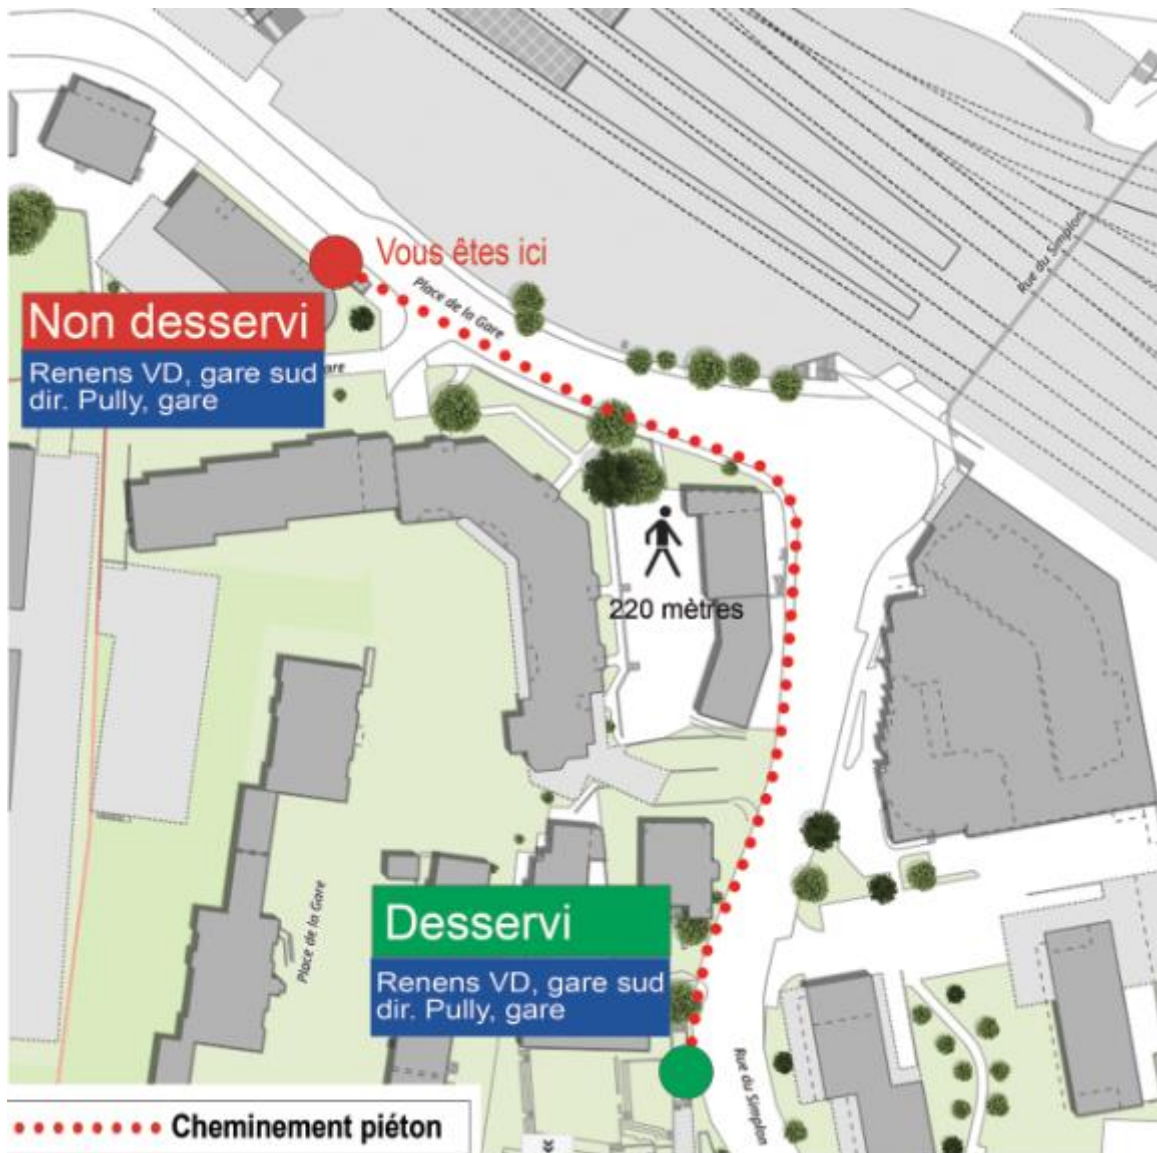 Rue du Simplon
Vous êtes ici
Place de la Gare
Non desservi
Renens VD, gare sud
dir. Pully, gare
220 mètres
Desservi
Renens VD, gare sud
dir. Pully, gare
Place de la Gare
Rue du Simplon
Cheminement piéton